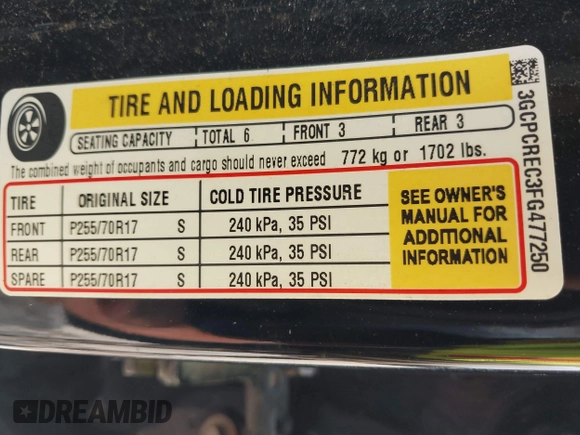 TIRE AND LOADING INFORMATION
SEATING CAPACITY TOTAL 6 FRONT 3 REAR 3
The combined weight of occupants and cargo should never exceed 772 kg or 1702 lbs.
TIRE ORIGINAL SIZE COLD TIRE PRESSURE
FRONT P255/70R17 S 240 kPa, 35 PSI
REAR P255/70R17 S 240 kPa, 35 PSI
SPARE P255/70R17 S 240 kPa, 35 PSI
SEE OWNER'S
MANUAL FOR
ADDITIONAL
INFORMATION
3GCPCREC3FG477250
DREAMBID